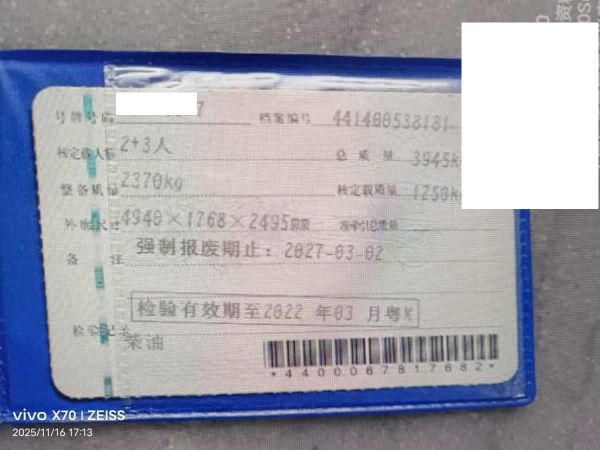 号牌号码 7 档案编号 441400538181
核定载人数 2+3人 总质量 3945k
整备质量 2370kg 核定载质量 1250k
外廓尺寸 4940×1768×2495 准牵引总质量
备注 强制报废期止：2027-03-02
检验有效期至2022 年03 月粤M
检验记录
柴油
*4400067817682*
vivo X70 | ZEISS
2025/11/16 17:13